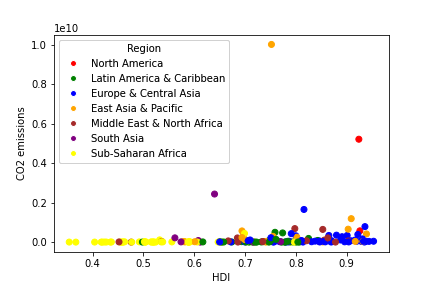 1e10
1.0
0.8
0.6
0.4
0.2
0.0
CO2 emissions
Region
North America
Latin America & Caribbean
Europe & Central Asia
East Asia & Pacific
Middle East & North Africa
South Asia
Sub-Saharan Africa
0.4 0.5 0.6 0.7 0.8 0.9
HDI